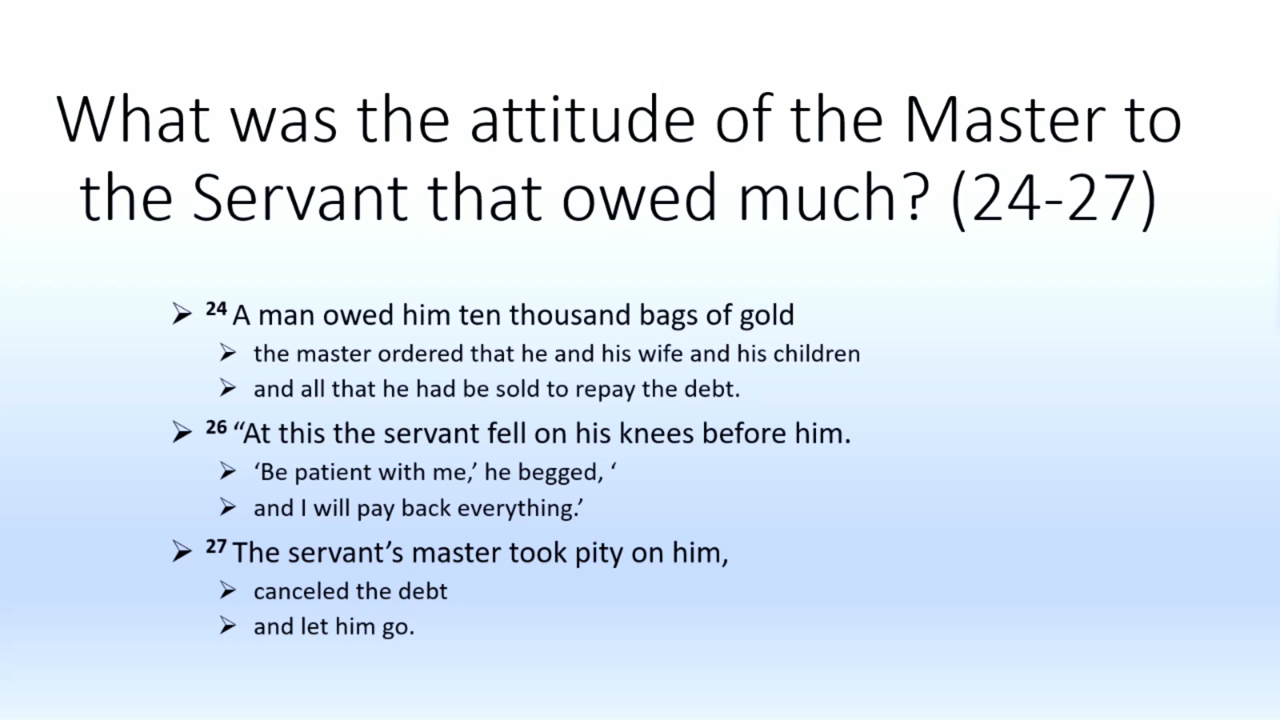 What was the attitude of the Master to
the Servant that owed much? (24-27)
➢ 24 A man owed him ten thousand bags of gold
➢ the master ordered that he and his wife and his children
➢ and all that he had be sold to repay the debt.
➢ 26 “At this the servant fell on his knees before him.
➢ ‘Be patient with me,’ he begged, ‘
➢ and I will pay back everything.’
➢ 27 The servant’s master took pity on him,
➢ canceled the debt
➢ and let him go.